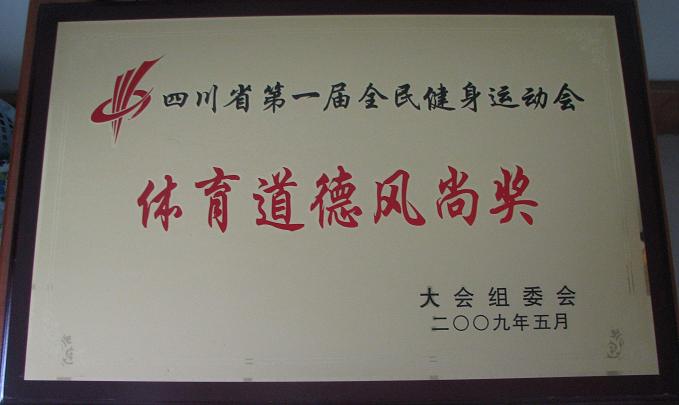 四川省第一届全民健身运动会
体育道德风尚奖
大会组委会
二〇〇九年五月